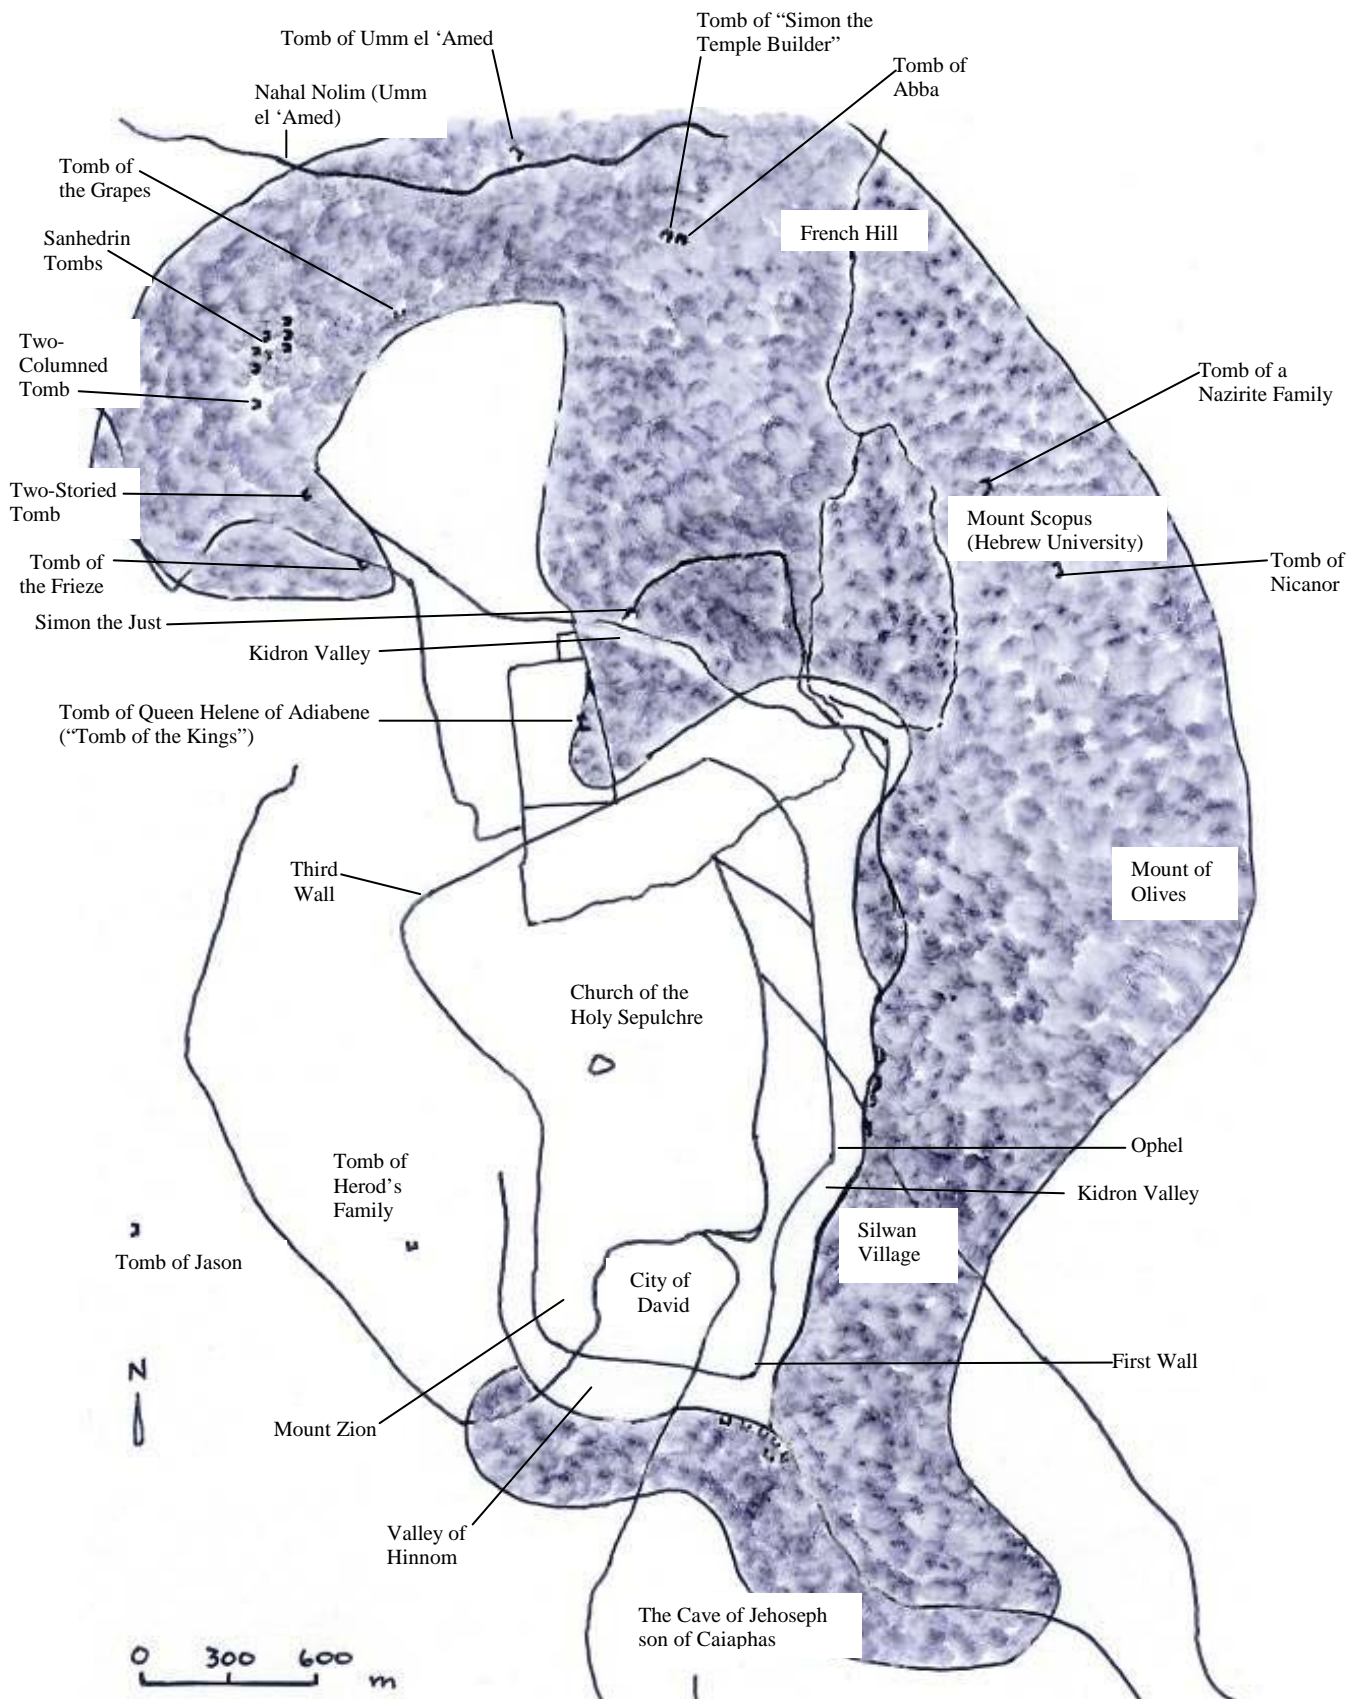 Tomb of “Simon the
Temple Builder”
Tomb of Umm el ‘Amed
Tomb of
Abba
Nahal Nolim (Umm
el ‘Amed)
Tomb of
the Grapes
French Hill
Sanhedrin
Tombs
Two-
Columned
Tomb
Tomb of a
Nazirite Family
Two-Storied
Tomb
Mount Scopus
(Hebrew University)
Tomb of
the Frieze
Tomb of
Nicanor
Simon the Just
Kidron Valley
Tomb of Queen Helene of Adiabene
(“Tomb of the Kings”)
Third
Wall
Mount of
Olives
Church of the
Holy Sepulchre
Ophel
Tomb of
Herod’s
Family
Kidron Valley
Silwan
Village
Tomb of Jason
City of
David
First Wall
N
Mount Zion
Valley of
Hinnom
The Cave of Jehoseph
son of Caiaphas
0 300 600 m